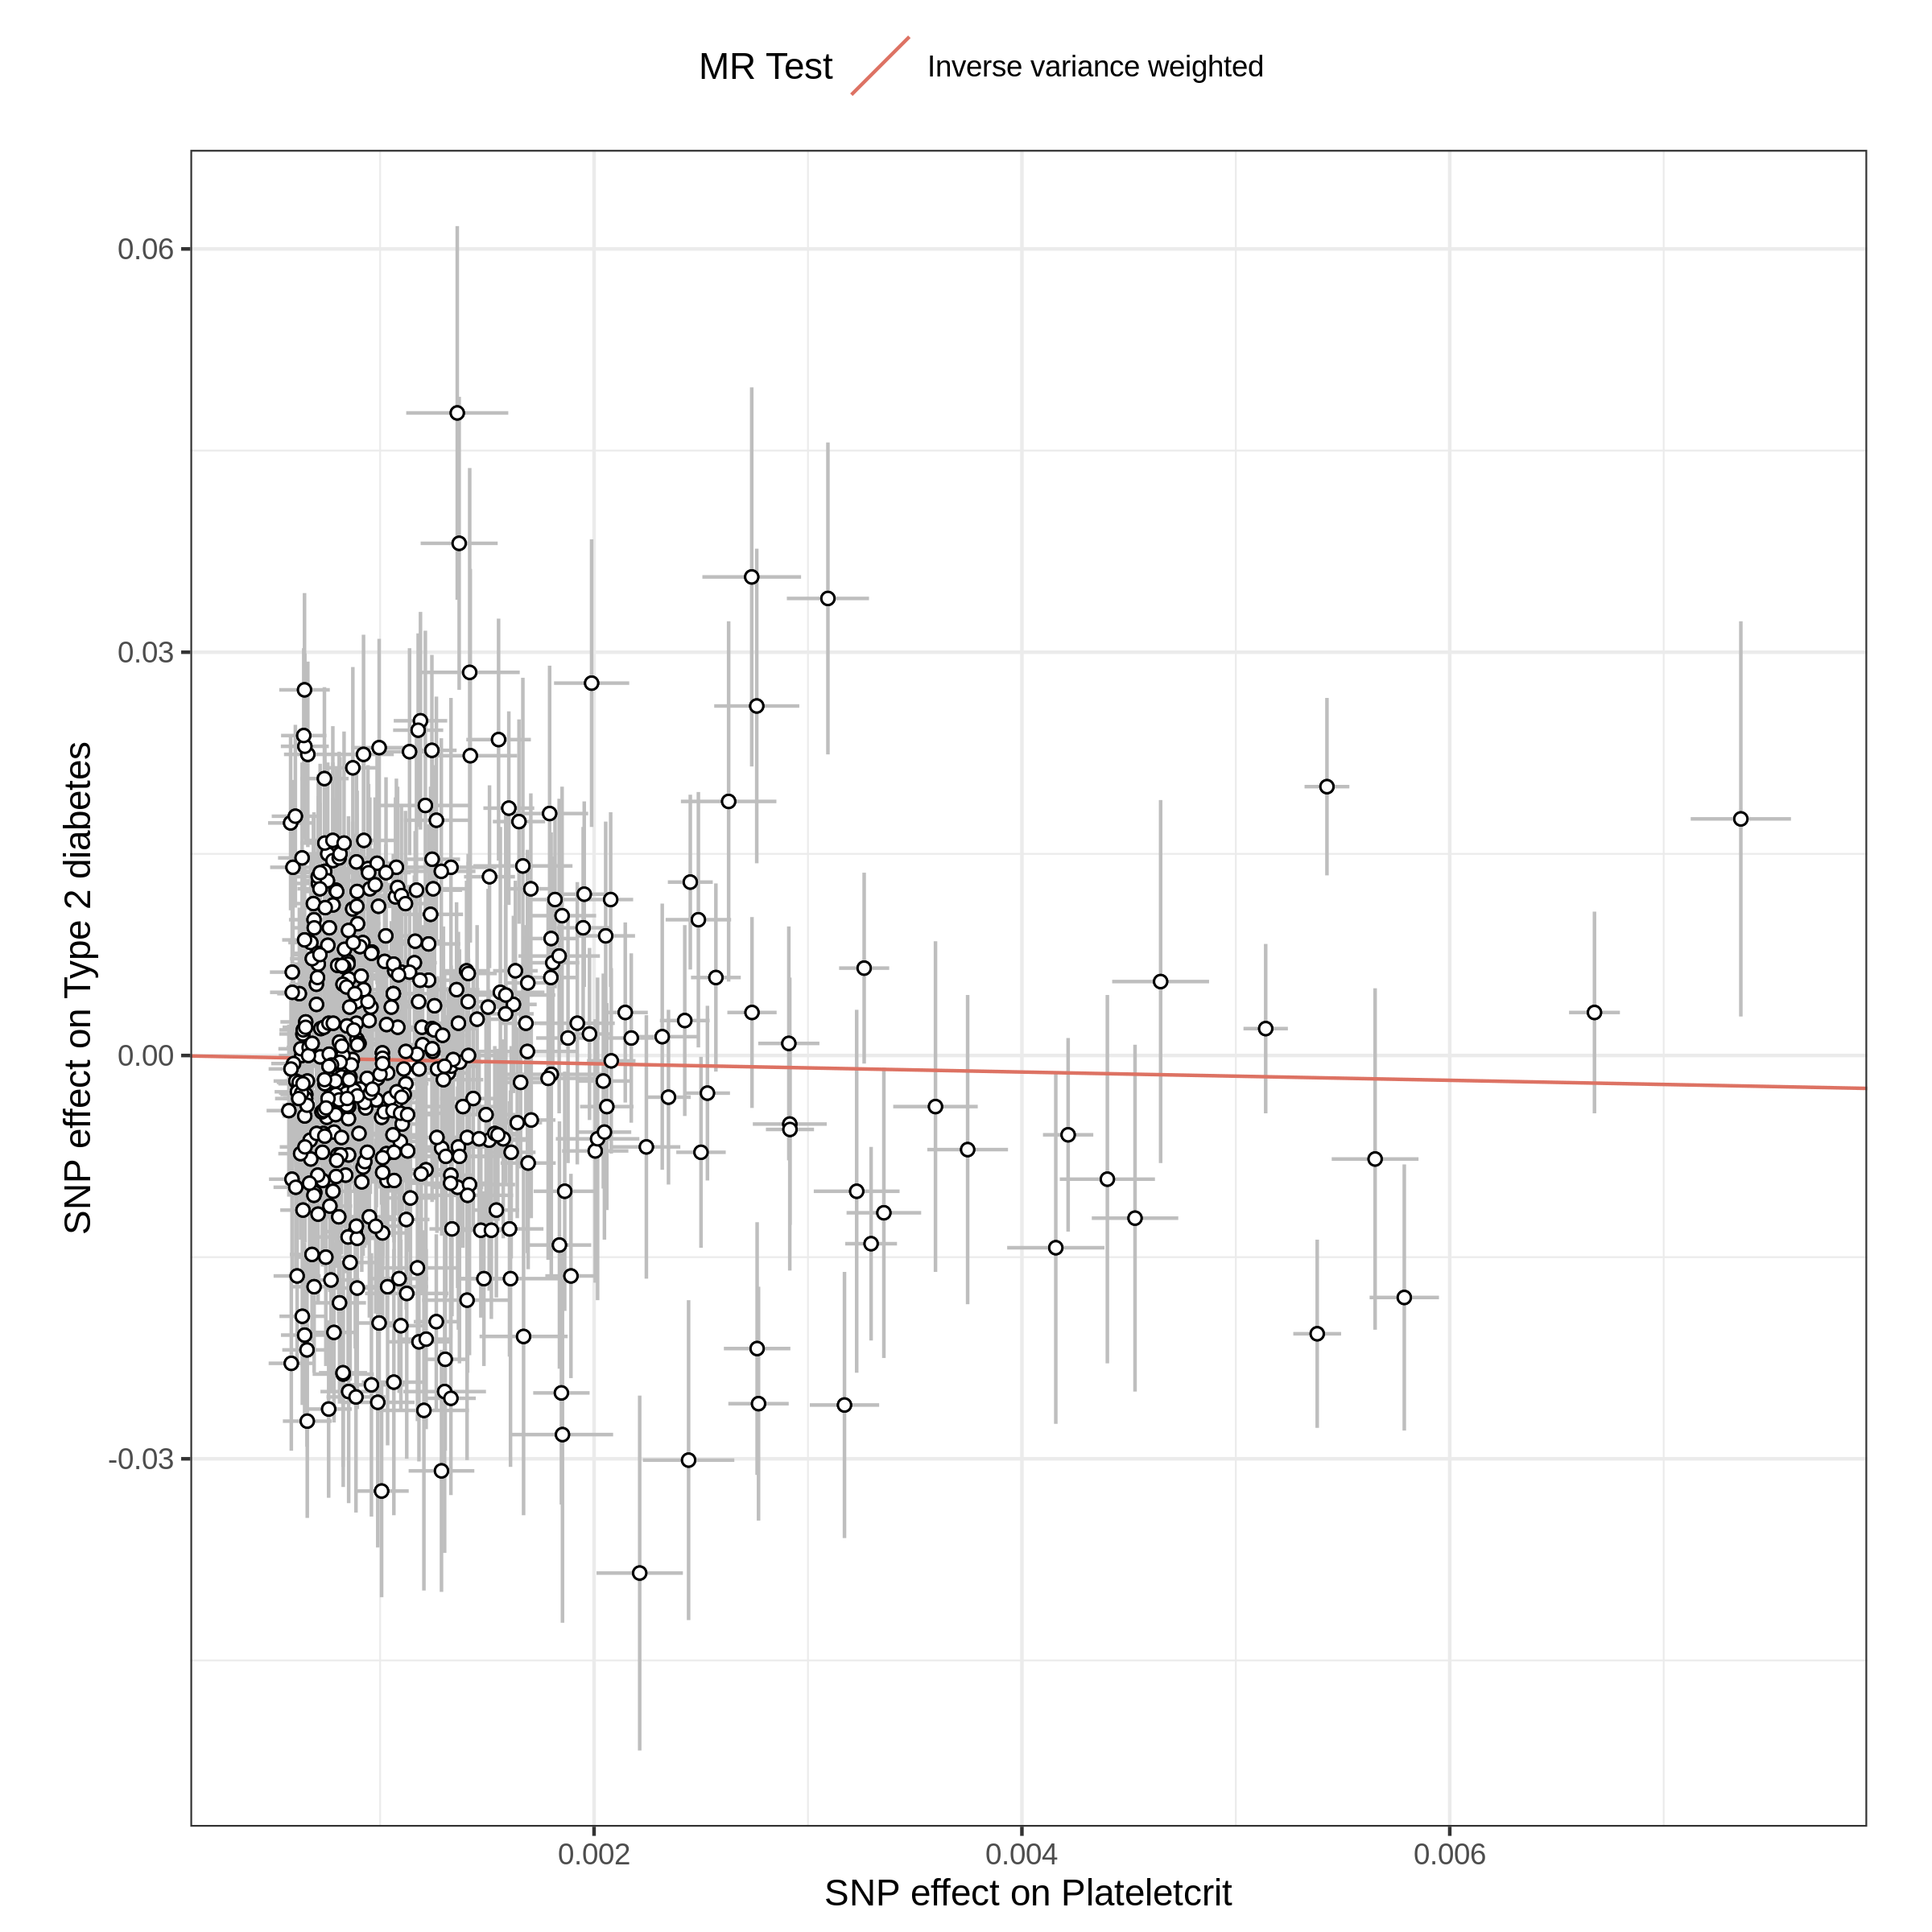 MR Test Inverse variance weighted
SNP effect on Type 2 diabetes
0.06
0.03
0.00
-0.03
0.002 0.004 0.006
SNP effect on Plateletcrit